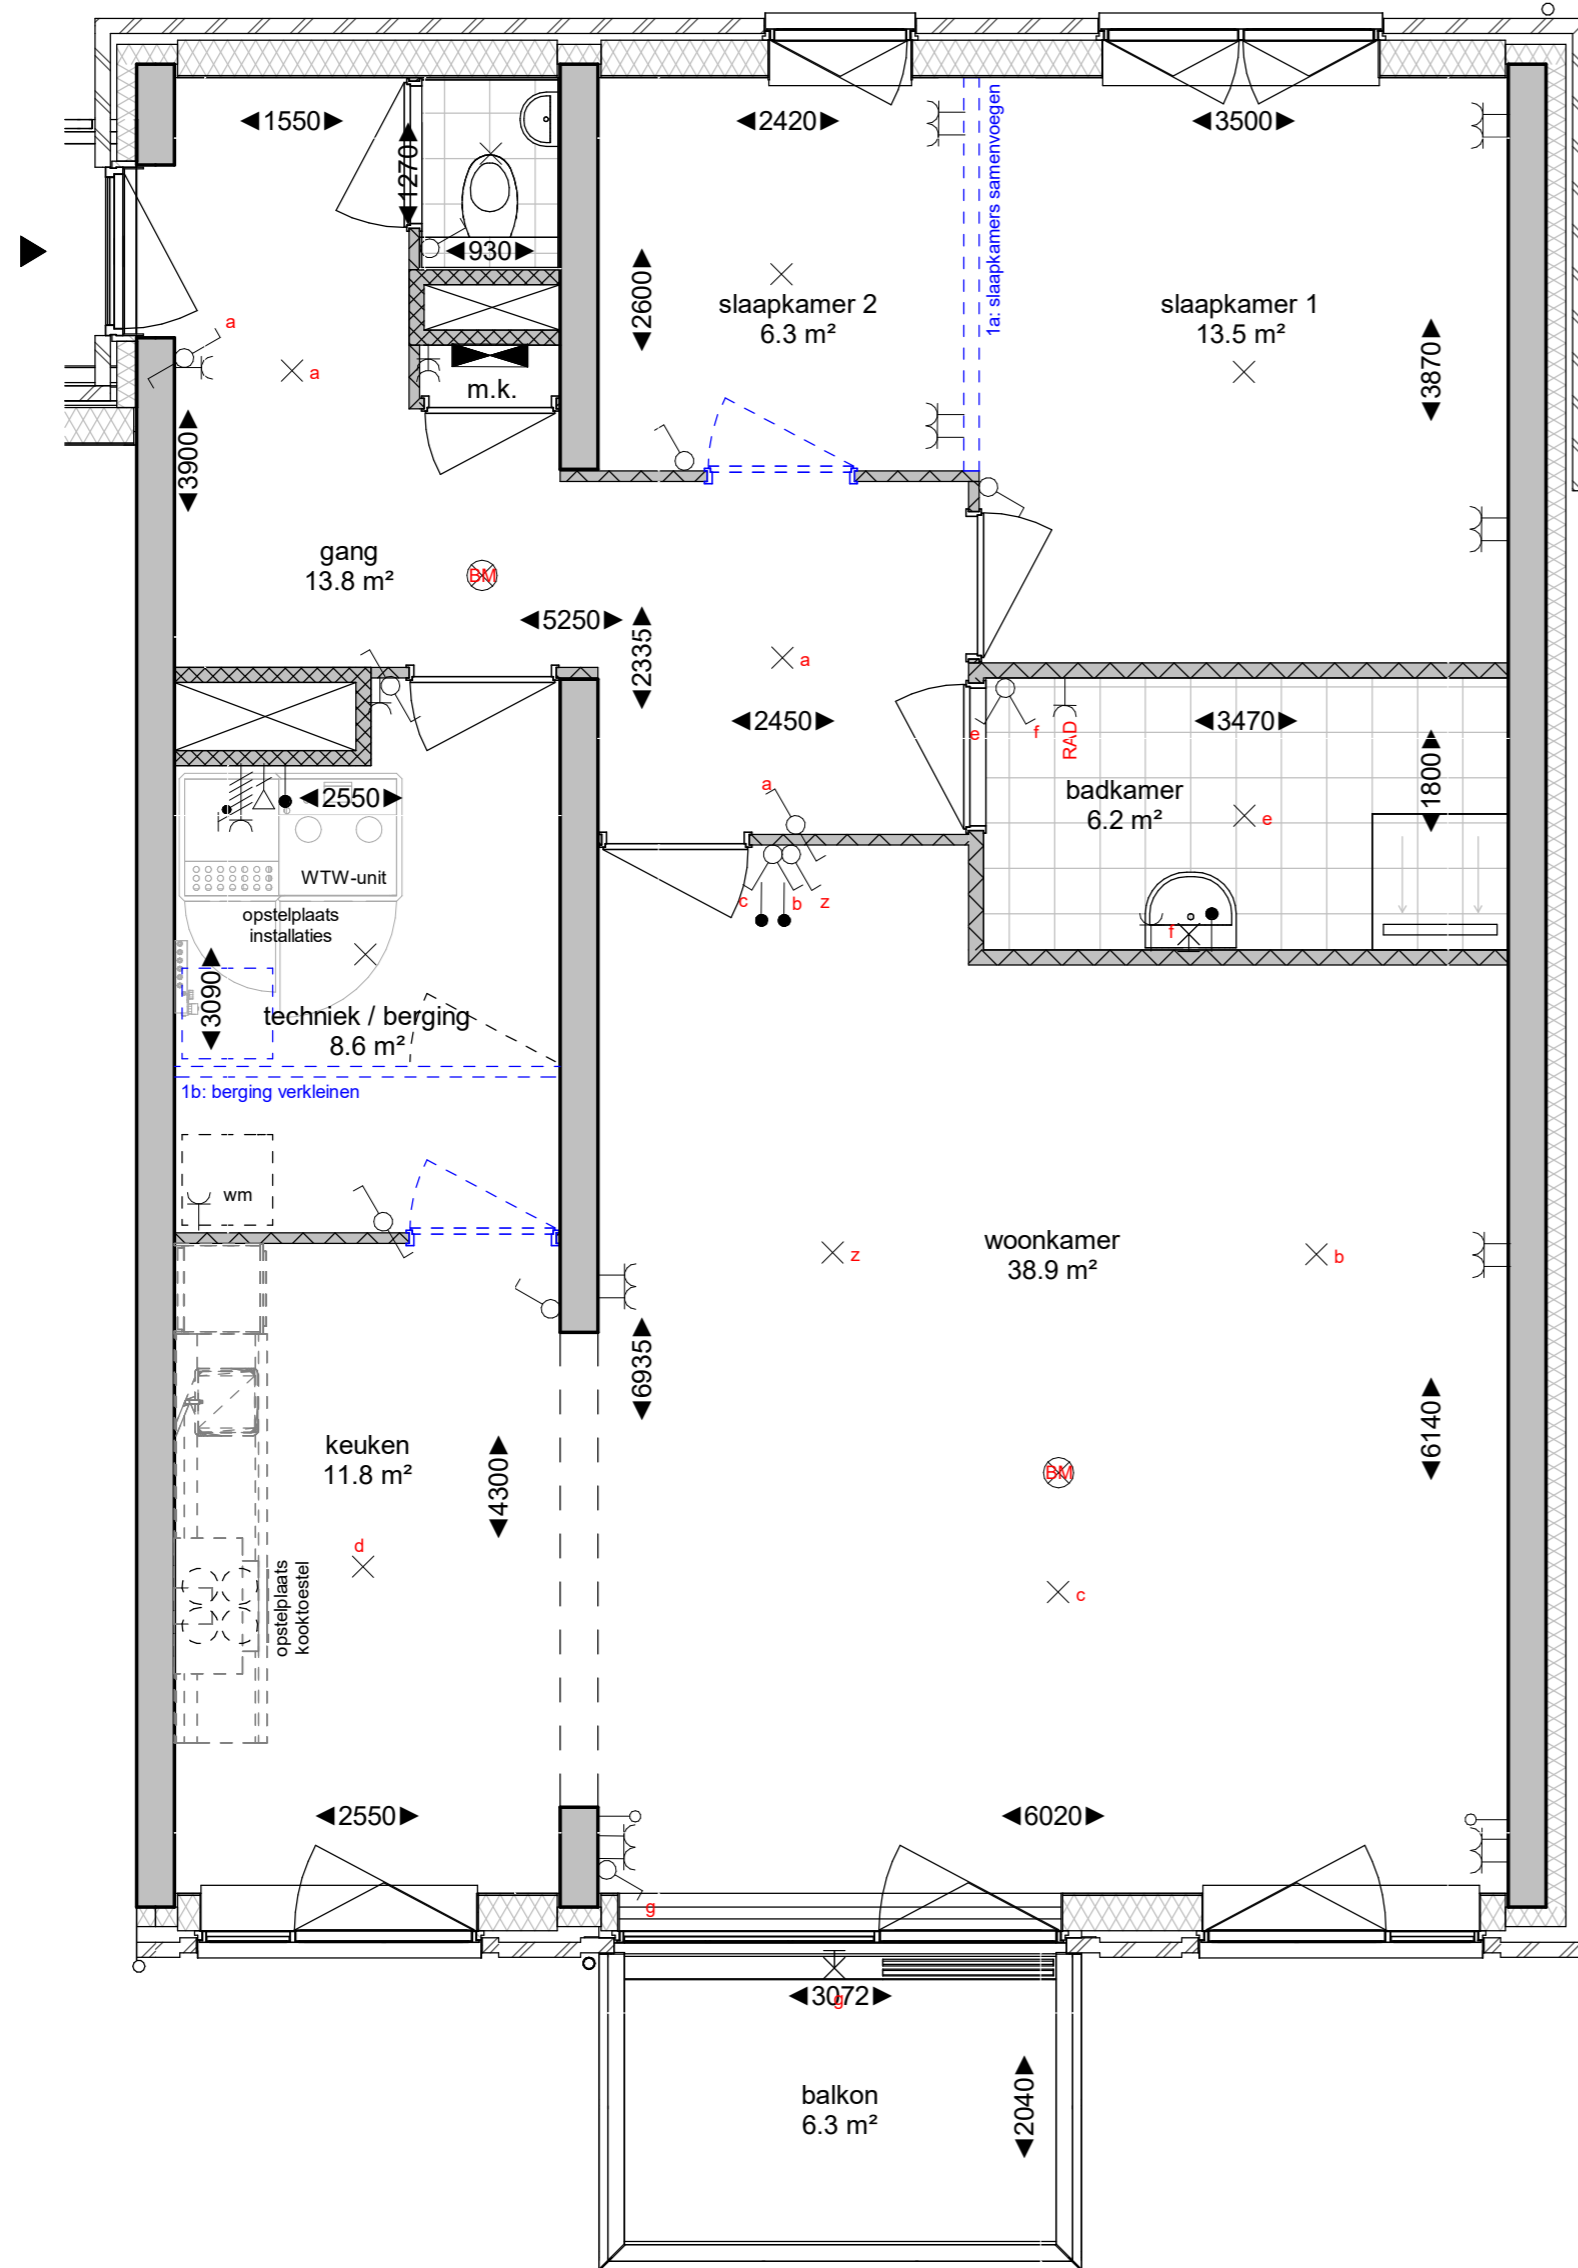 1550
1270
930
2420
3500
1a: slaapkamers samenvoegen
2600
slaapkamer 2
6.3 m²
slaapkamer 1
13.5 m²
3870
a
a
m.k.
3900
gang
13.8 m²
BM
5250
2335
a
2450
3470
e
f
RAD
1800
badkamer
6.2 m²
e
f
2550
WTW-unit
opstelplaats
installaties
a
c
b
z
3090
techniek / berging
8.6 m²
1b: berging verkleinen
wm
woonkamer
38.9 m²
z
b
6935
6140
keuken
11.8 m²
4300
BM
d
opstelplaats
kooktoestel
c
2550
6020
g
3072
g
balkon
6.3 m²
2040